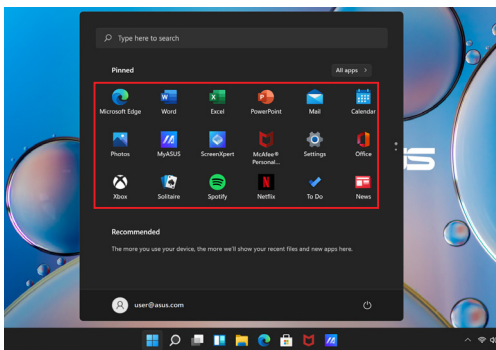 Type here to search
Pinned
All apps >
Microsoft Edge Word Excel PowerPoint Mail Calendar
Photos MyASUS ScreenXpert McAfee® Personal... Settings Office
Xbox Solitaire Spotify Netflix To Do News
Recommended
The more you use your device, the more we'll show your recent files and new apps here.
user@asus.com